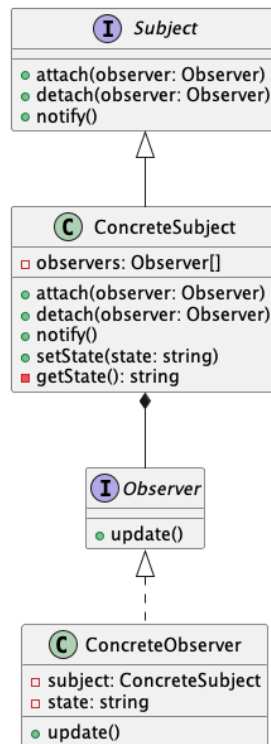 I Subject
attach(observer: Observer)
detach(observer: Observer)
notify()
C ConcreteSubject
observers: Observer[]
attach(observer: Observer)
detach(observer: Observer)
notify()
setState(state: string)
getState(): string
I Observer
update()
C ConcreteObserver
subject: ConcreteSubject
state: string
update()